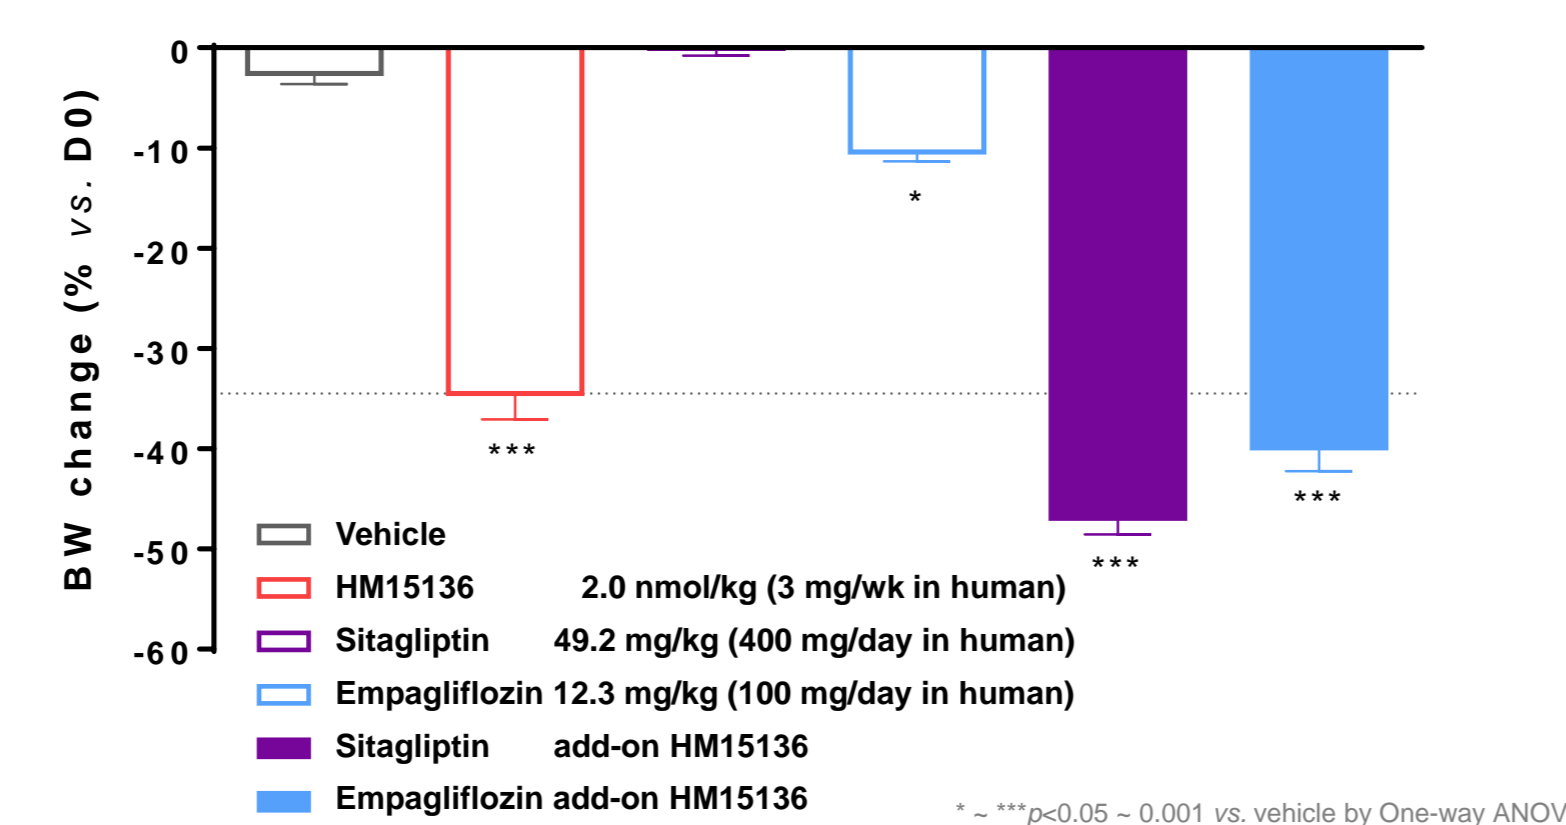 BW change (% vs. D0)
0
-10
-20
-30
-40
-50
-60
*
***
***
***
Vehicle
HM15136 2.0 nmol/kg (3 mg/wk in human)
Sitagliptin 49.2 mg/kg (400 mg/day in human)
Empagliflozin 12.3 mg/kg (100 mg/day in human)
Sitagliptin add-on HM15136
Empagliflozin add-on HM15136
* ~ ***p<0.05 ~ 0.001 vs. vehicle by One-way ANOV